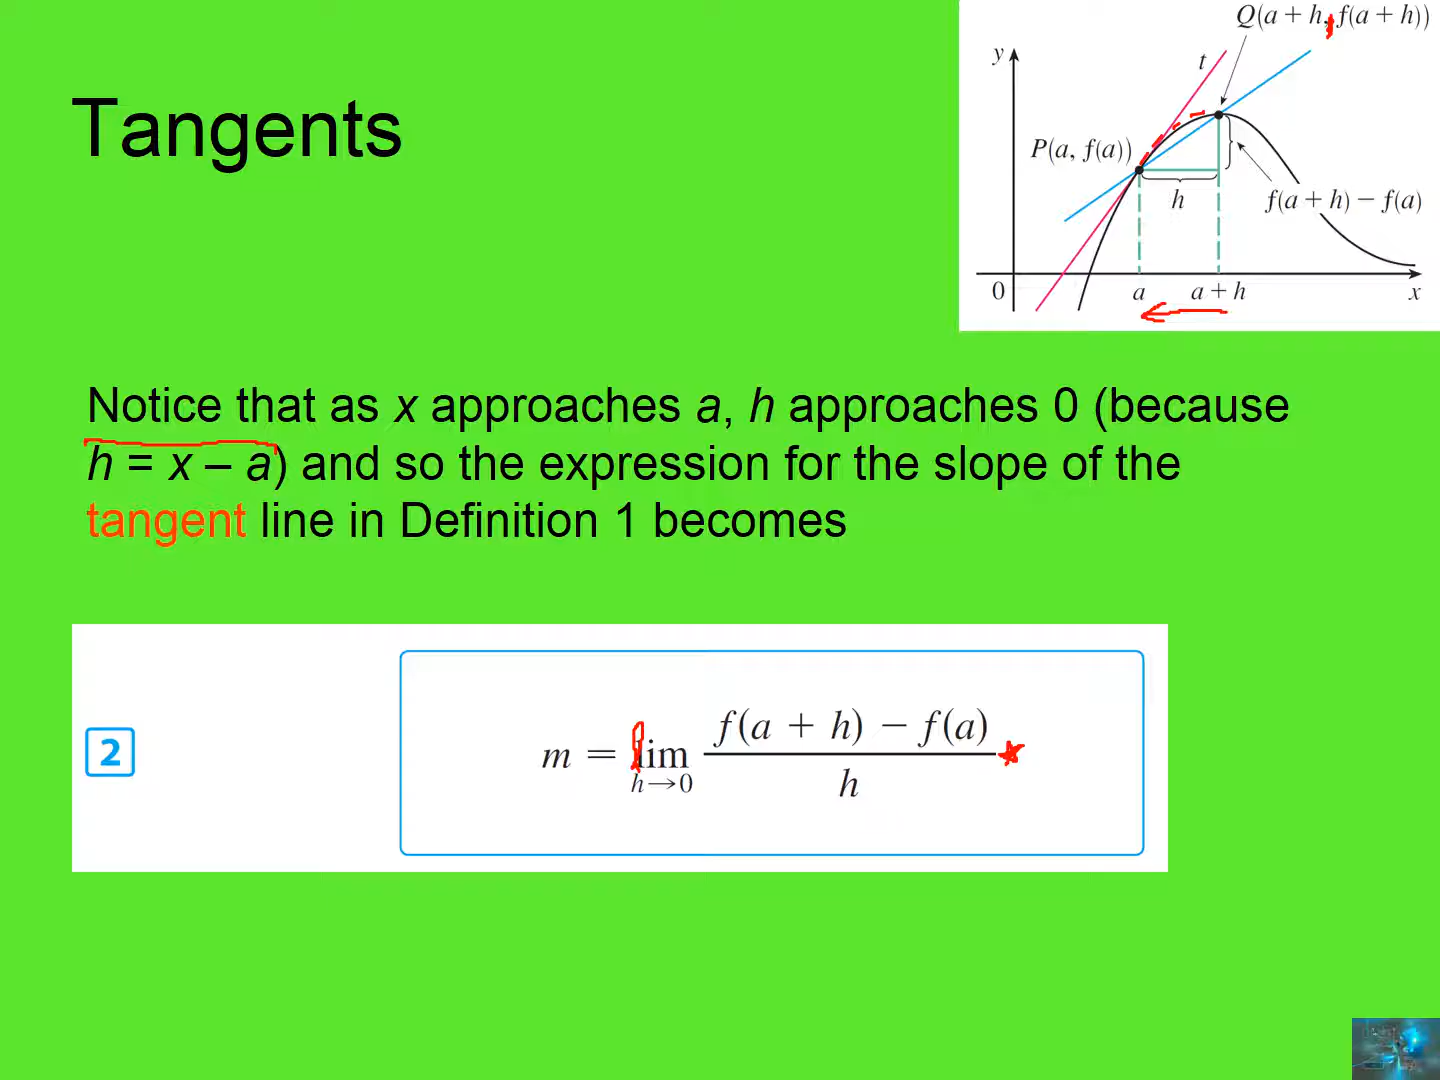 Tangents
Q(a + h, f(a + h))
y
t
P(a, f(a))
h
f(a + h) − f(a)
0
a
a + h
x
Notice that as x approaches a, h approaches 0 (because
h = x – a) and so the expression for the slope of the
tangent line in Definition 1 becomes
2
m = lim h→0 f(a + h) − f(a) / h